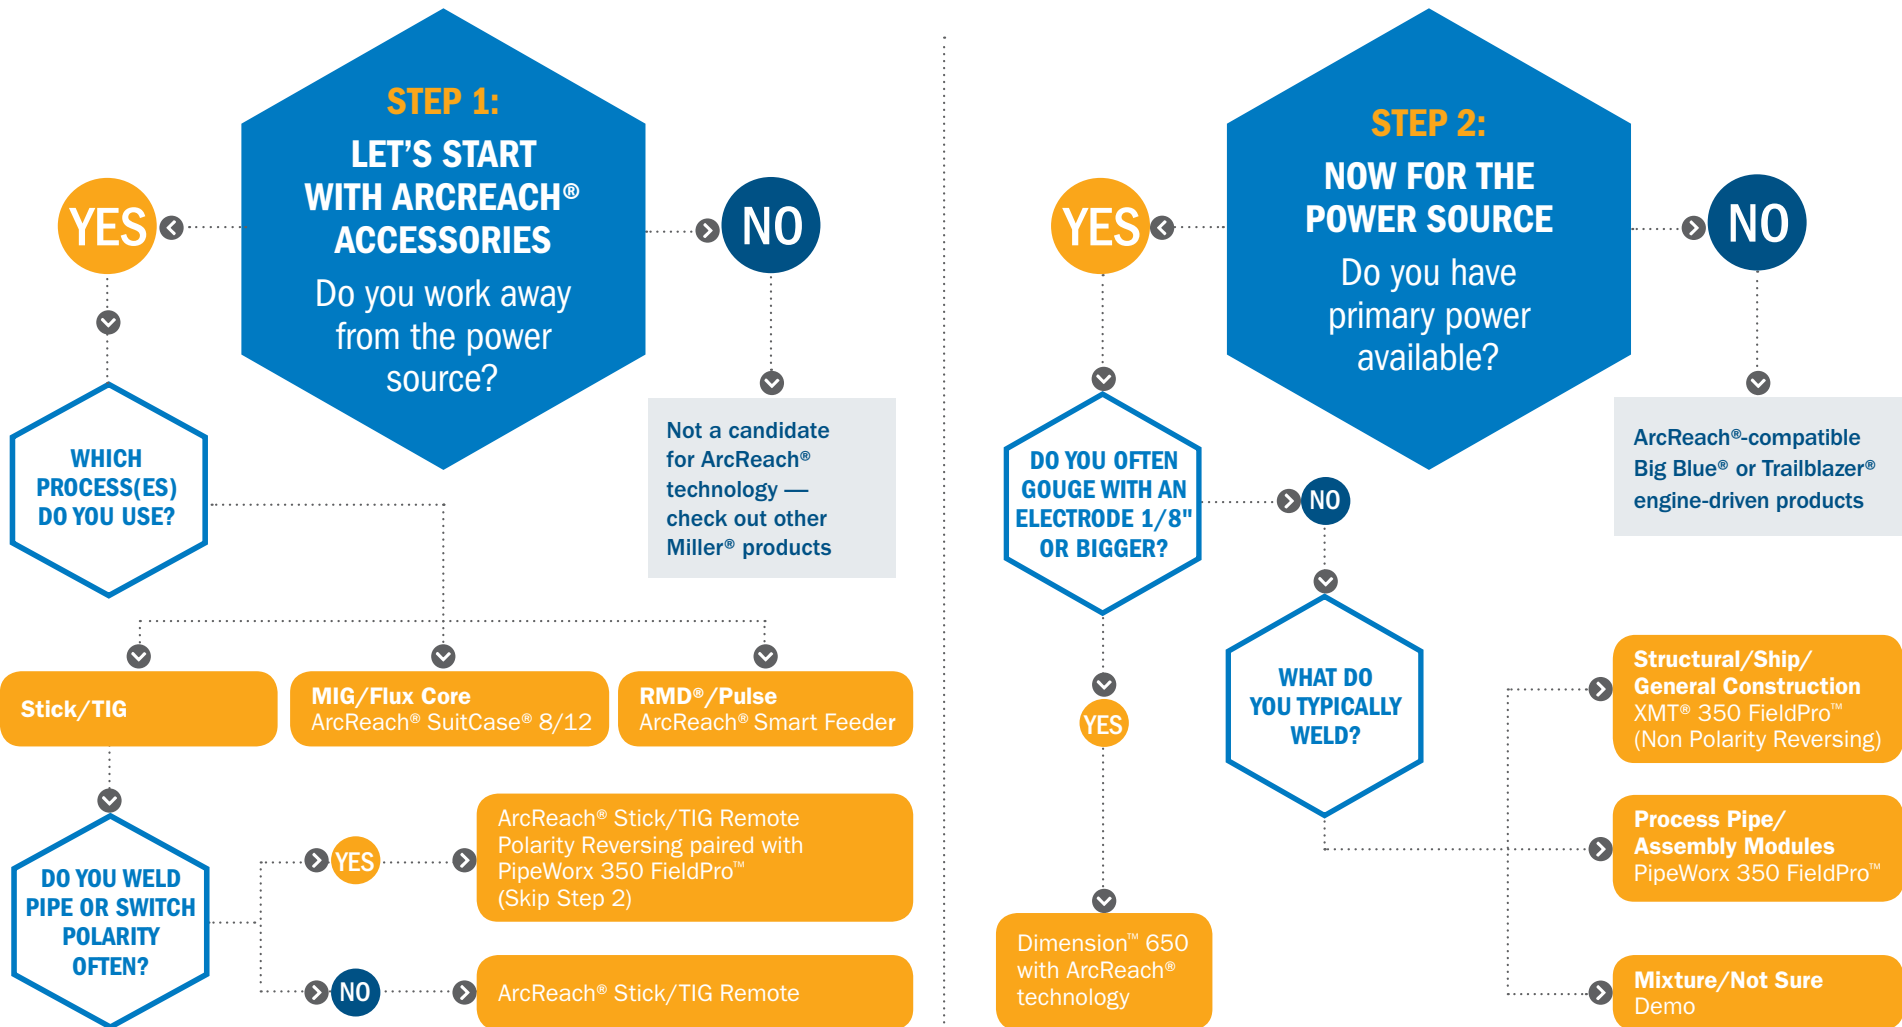 STEP 1:
LET’S START
WITH ARCREACH®
ACCESSORIES
Do you work away
from the power
source?
YES
NO
Not a candidate
for ArcReach®
technology —
check out other
Miller® products
WHICH
PROCESS(ES)
DO YOU USE?
Stick/TIG
MIG/Flux Core
ArcReach® SuitCase® 8/12
RMD®/Pulse
ArcReach® Smart Feeder
DO YOU WELD
PIPE OR SWITCH
POLARITY
OFTEN?
YES
ArcReach® Stick/TIG Remote
Polarity Reversing paired with
PipeWorx 350 FieldPro™
(Skip Step 2)
NO
ArcReach® Stick/TIG Remote
STEP 2:
NOW FOR THE
POWER SOURCE
Do you have
primary power
available?
YES
NO
ArcReach®-compatible
Big Blue® or Trailblazer®
engine-driven products
DO YOU OFTEN
GOUGE WITH AN
ELECTRODE 1/8"
OR BIGGER?
NO
YES
Dimension™ 650
with ArcReach®
technology
WHAT DO
YOU TYPICALLY
WELD?
Structural/Ship/
General Construction
XMT® 350 FieldPro™
(Non Polarity Reversing)
Process Pipe/
Assembly Modules
PipeWorx 350 FieldPro™
Mixture/Not Sure
Demo